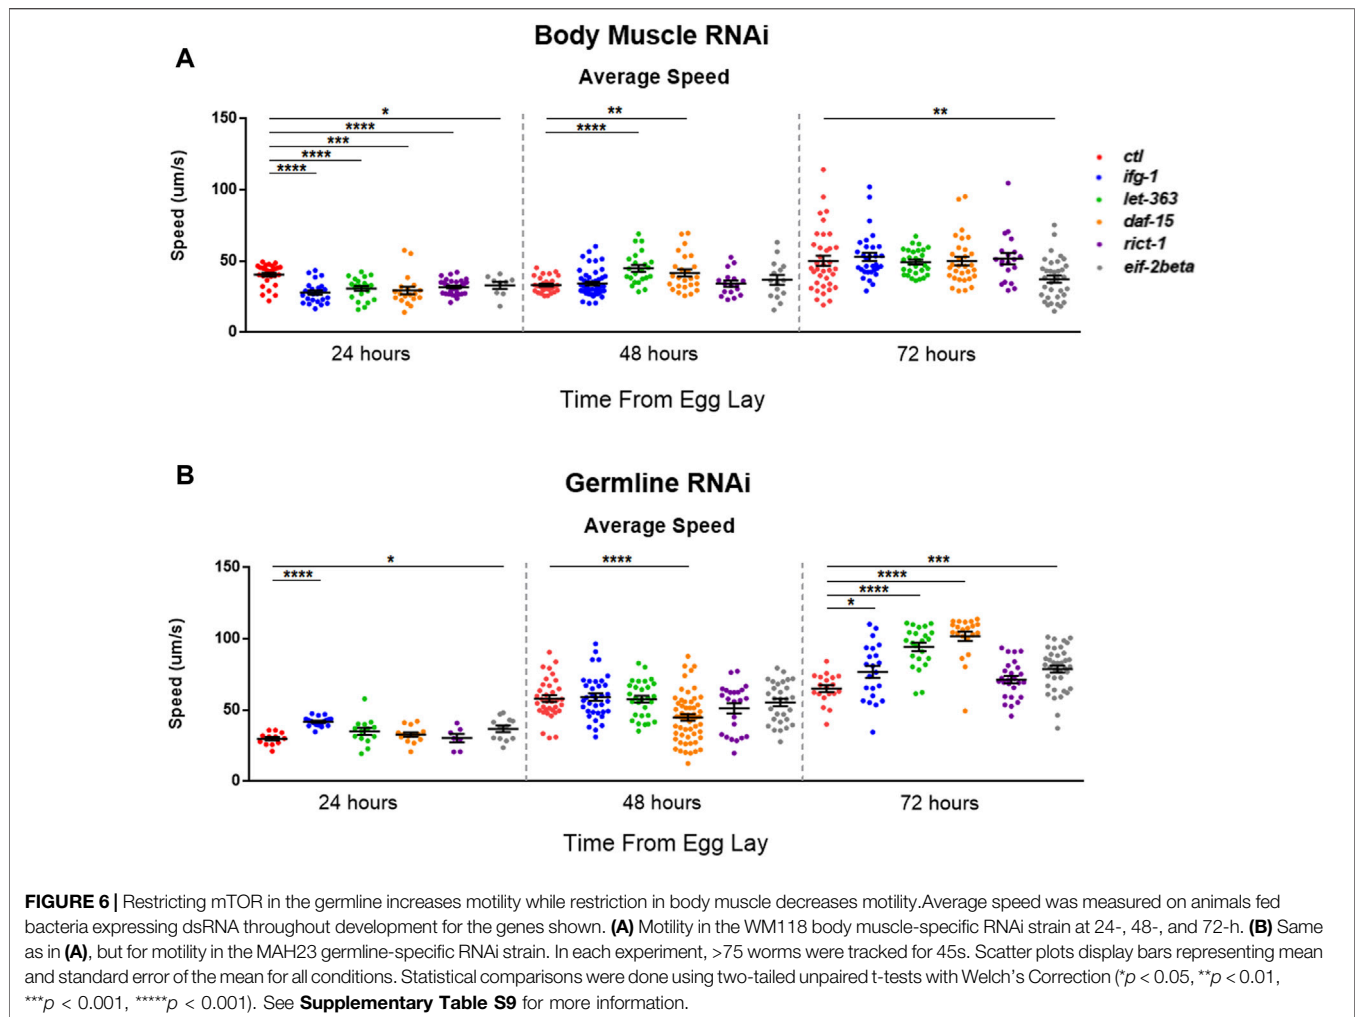 Body Muscle RNAi
A
Average Speed
Speed (um/s)
150
100
50
0
*
****
***
****
****
**
****
**
24 hours
48 hours
72 hours
Time From Egg Lay
ctl
ifg-1
let-363
daf-15
rict-1
eif-2beta
B
Germline RNAi
Average Speed
Speed (um/s)
150
100
50
0
*
****
****
***
****
****
*
24 hours
48 hours
72 hours
Time From Egg Lay
FIGURE 6 | Restricting mTOR in the germline increases motility while restriction in body muscle decreases motility.Average speed was measured on animals fed
bacteria expressing dsRNA throughout development for the genes shown. (A) Motility in the WM118 body muscle-specific RNAi strain at 24-, 48-, and 72-h. (B) Same
as in (A), but for motility in the MAH23 germline-specific RNAi strain. In each experiment, >75 worms were tracked for 45s. Scatter plots display bars representing mean
and standard error of the mean for all conditions. Statistical comparisons were done using two-tailed unpaired t-tests with Welch's Correction (*p < 0.05, **p < 0.01,
***p < 0.001, *****p < 0.001). See Supplementary Table S9 for more information.